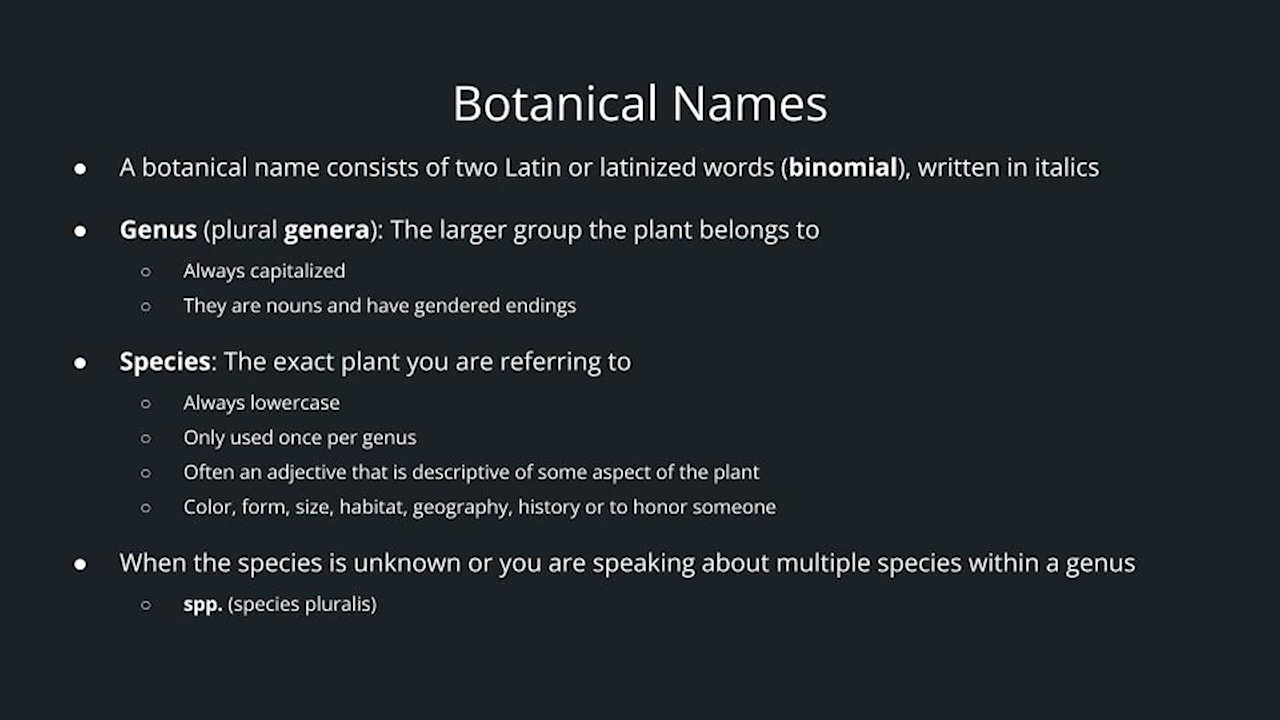 Botanical Names
● A botanical name consists of two Latin or latinized words (binomial), written in italics
● Genus (plural genera): The larger group the plant belongs to
○ Always capitalized
○ They are nouns and have gendered endings
● Species: The exact plant you are referring to
○ Always lowercase
○ Only used once per genus
○ Often an adjective that is descriptive of some aspect of the plant
○ Color, form, size, habitat, geography, history or to honor someone
● When the species is unknown or you are speaking about multiple species within a genus
○ spp. (species pluralis)